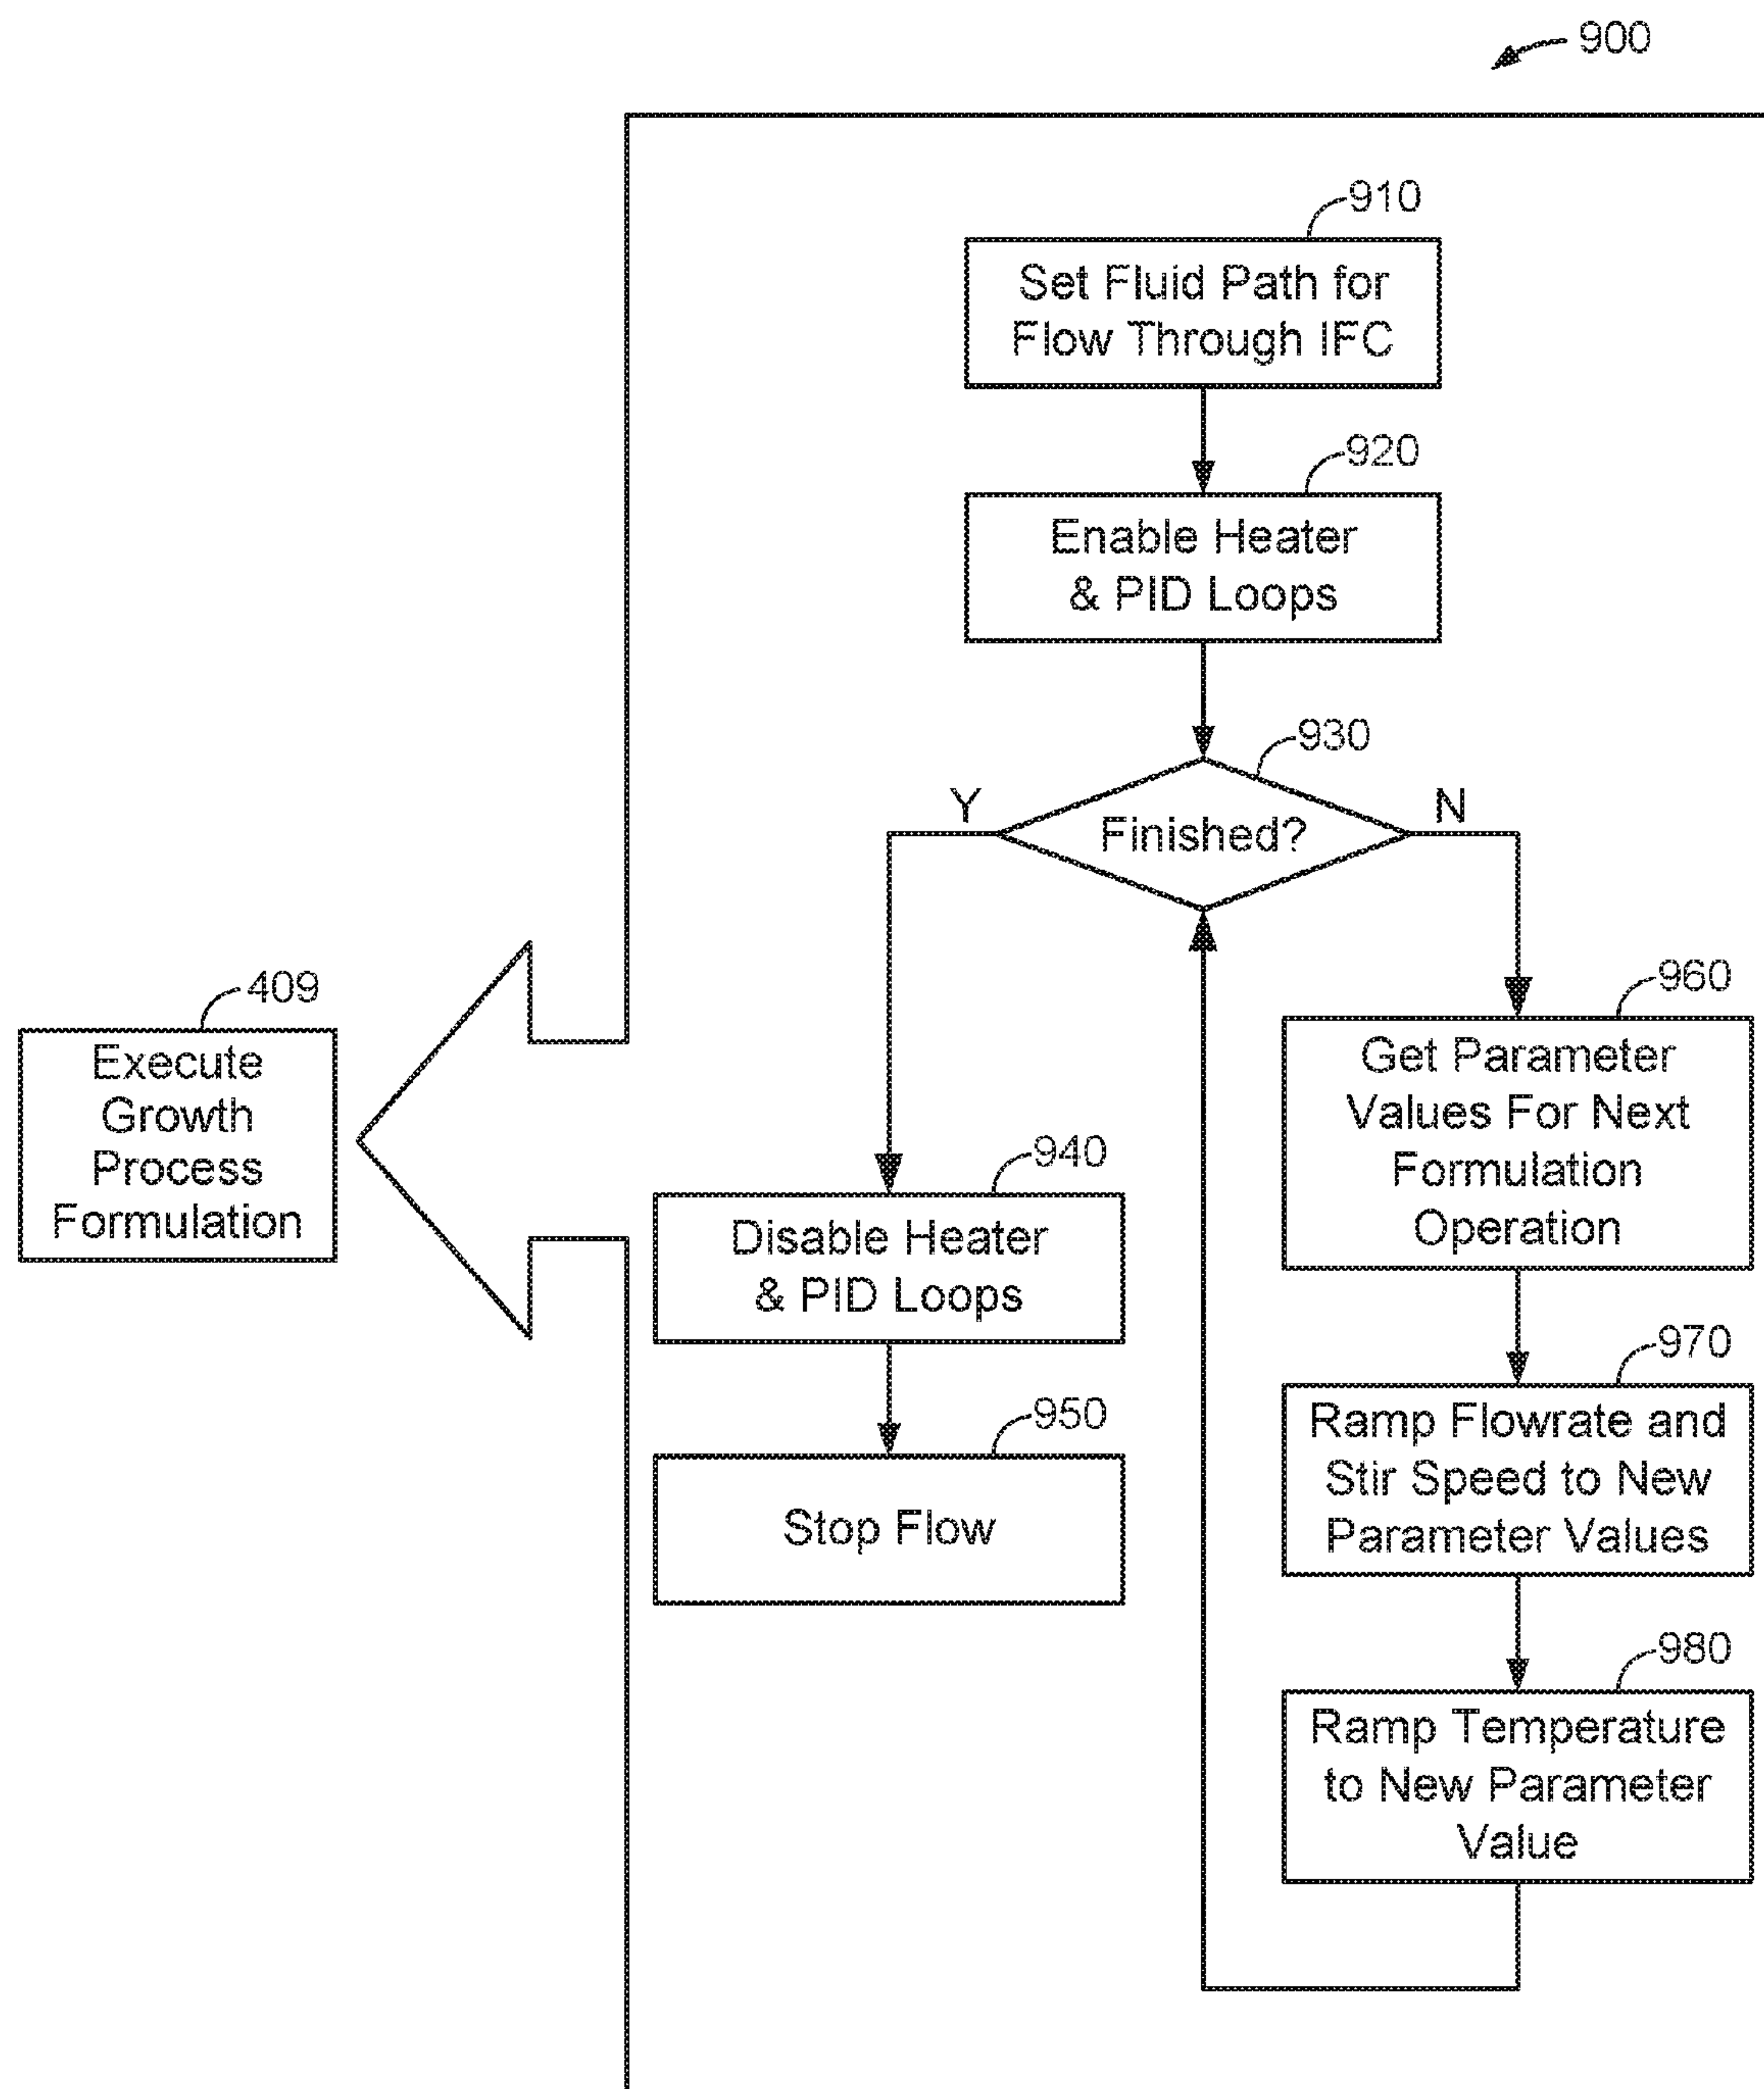 900
910
Set Fluid Path for
Flow Through IFC
920
Enable Heater
& PID Loops
930
Y
N
Finished?
409
Execute
Growth
Process
Formulation
960
Get Parameter
Values For Next
Formulation
Operation
940
Disable Heater
& PID Loops
970
Ramp Flowrate and
Stir Speed to New
Parameter Values
950
Stop Flow
980
Ramp Temperature
to New Parameter
Value